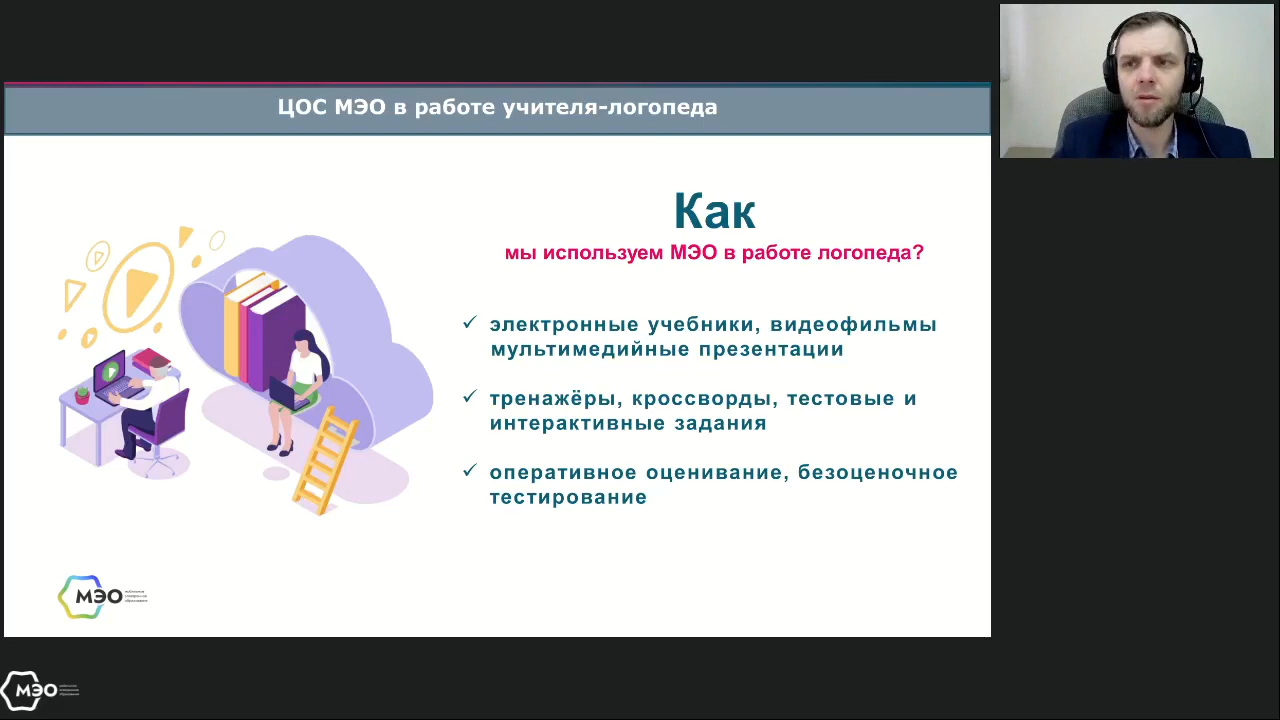 ЦОС МЭО в работе учителя-логопеда
Как
мы используем МЭО в работе логопеда?
✓ электронные учебники, видеофильмы
мультимедийные презентации
✓ тренажёры, кроссворды, тестовые и
интерактивные задания
✓ оперативное оценивание, безоценочное
тестирование
МЭО
МЭО